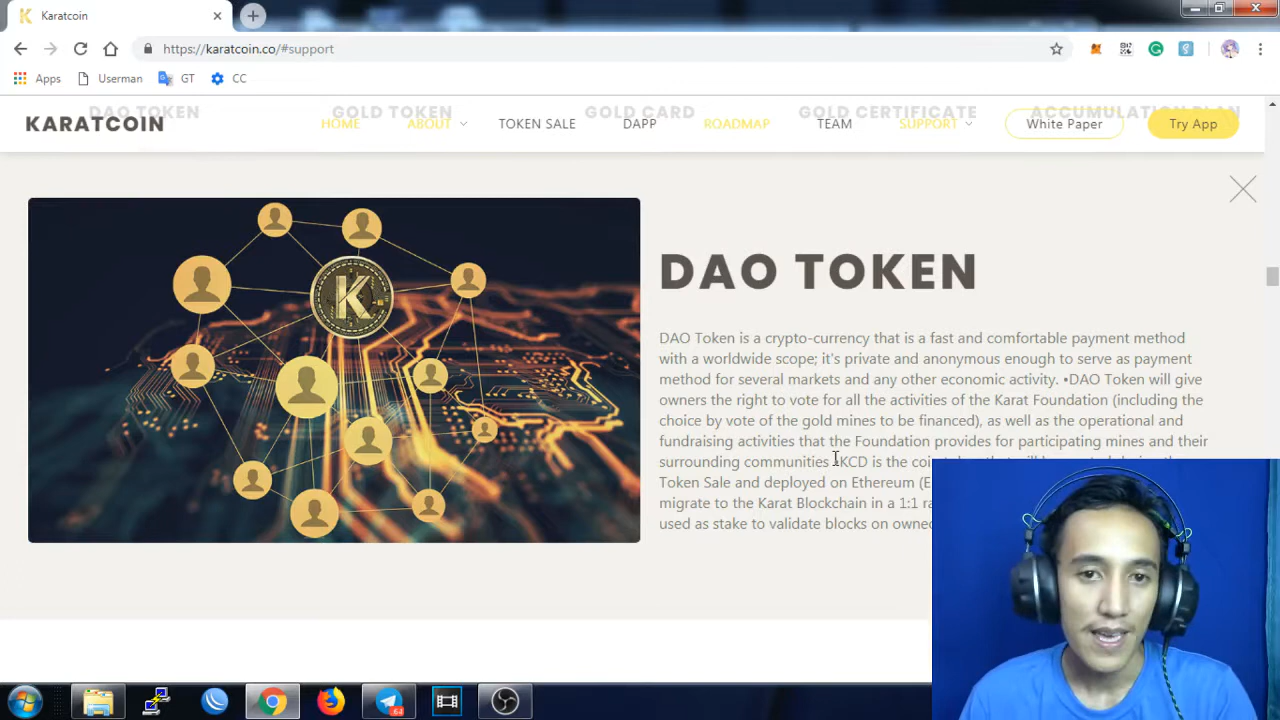 Karatcoin
https://karatcoin.co/#support
Apps Userman GT CC
DAO TOKEN GOLD TOKEN GOLD CARD GOLD CERTIFICATE ACCUMULATION PLAN
KARATCOIN HOME ABOUT TOKEN SALE DAPP ROADMAP TEAM SUPPORT White Paper Try App
DAO TOKEN
DAO Token is a crypto-currency that is a fast and comfortable payment method
with a worldwide scope; it's private and anonymous enough to serve as payment
method for several markets and any other economic activity. •DAO Token will give
owners the right to vote for all the activities of the Karat Foundation (including the
choice by vote of the gold mines to be financed), as well as the operational and
fundraising activities that the Foundation provides for participating mines and their
surrounding communities •KCD is the
Token Sale and deployed on Ethereum
migrate to the Karat Blockchain in a 1:1
used as stake to validate blocks on
K
64